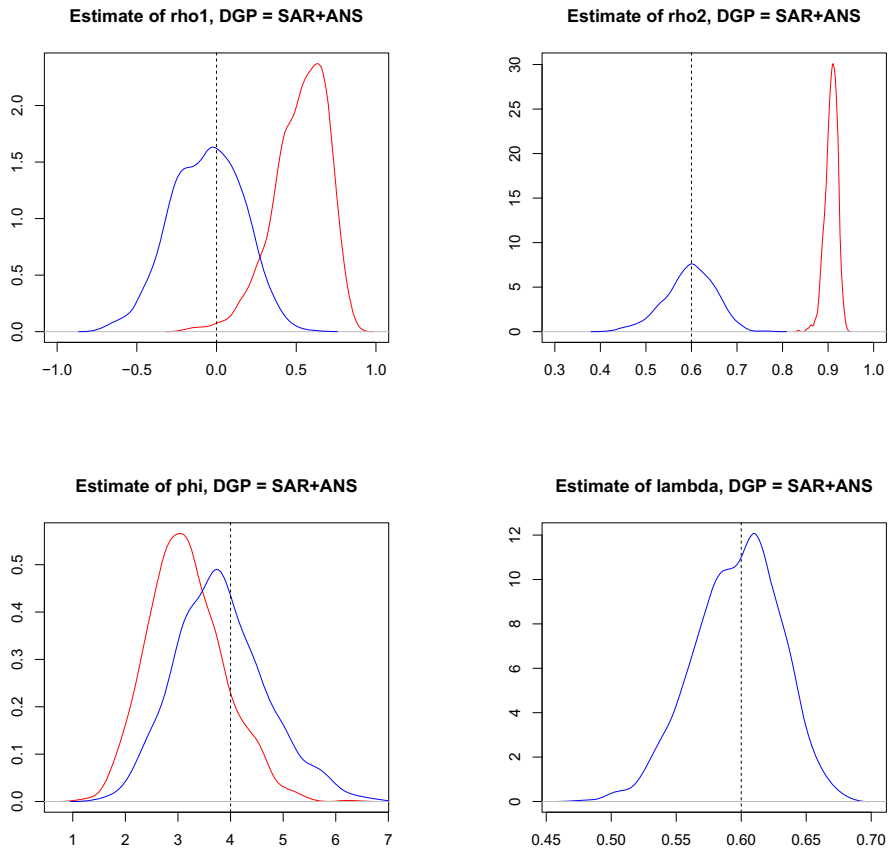 Estimate of rho1, DGP = SAR+ANS
0.0 0.5 1.0 1.5 2.0
−1.0 −0.5 0.0 0.5 1.0
Estimate of rho2, DGP = SAR+ANS
0 5 10 15 20 25 30
0.3 0.4 0.5 0.6 0.7 0.8 0.9 1.0
Estimate of phi, DGP = SAR+ANS
0.0 0.1 0.2 0.3 0.4 0.5
1 2 3 4 5 6 7
Estimate of lambda, DGP = SAR+ANS
0 2 4 6 8 10 12
0.45 0.50 0.55 0.60 0.65 0.70